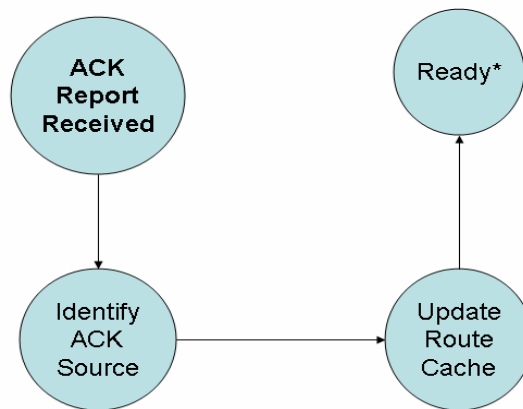 ACK
Report
Received
Ready*
Identify
ACK
Source
Update
Route
Cache